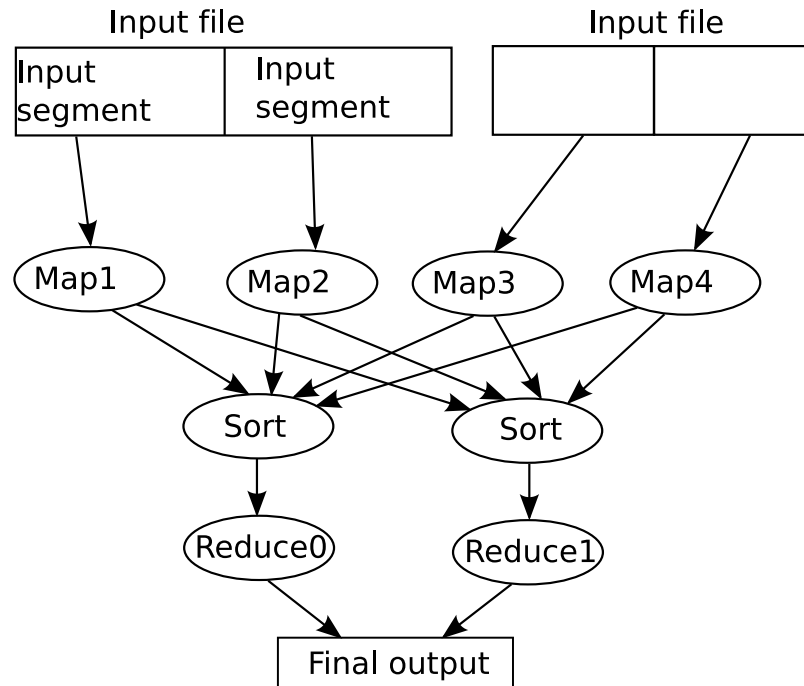 Input file
Input file
Input
segment
Input
segment
Map1
Map2
Map3
Map4
Sort
Sort
Reduce0
Reduce1
Final output